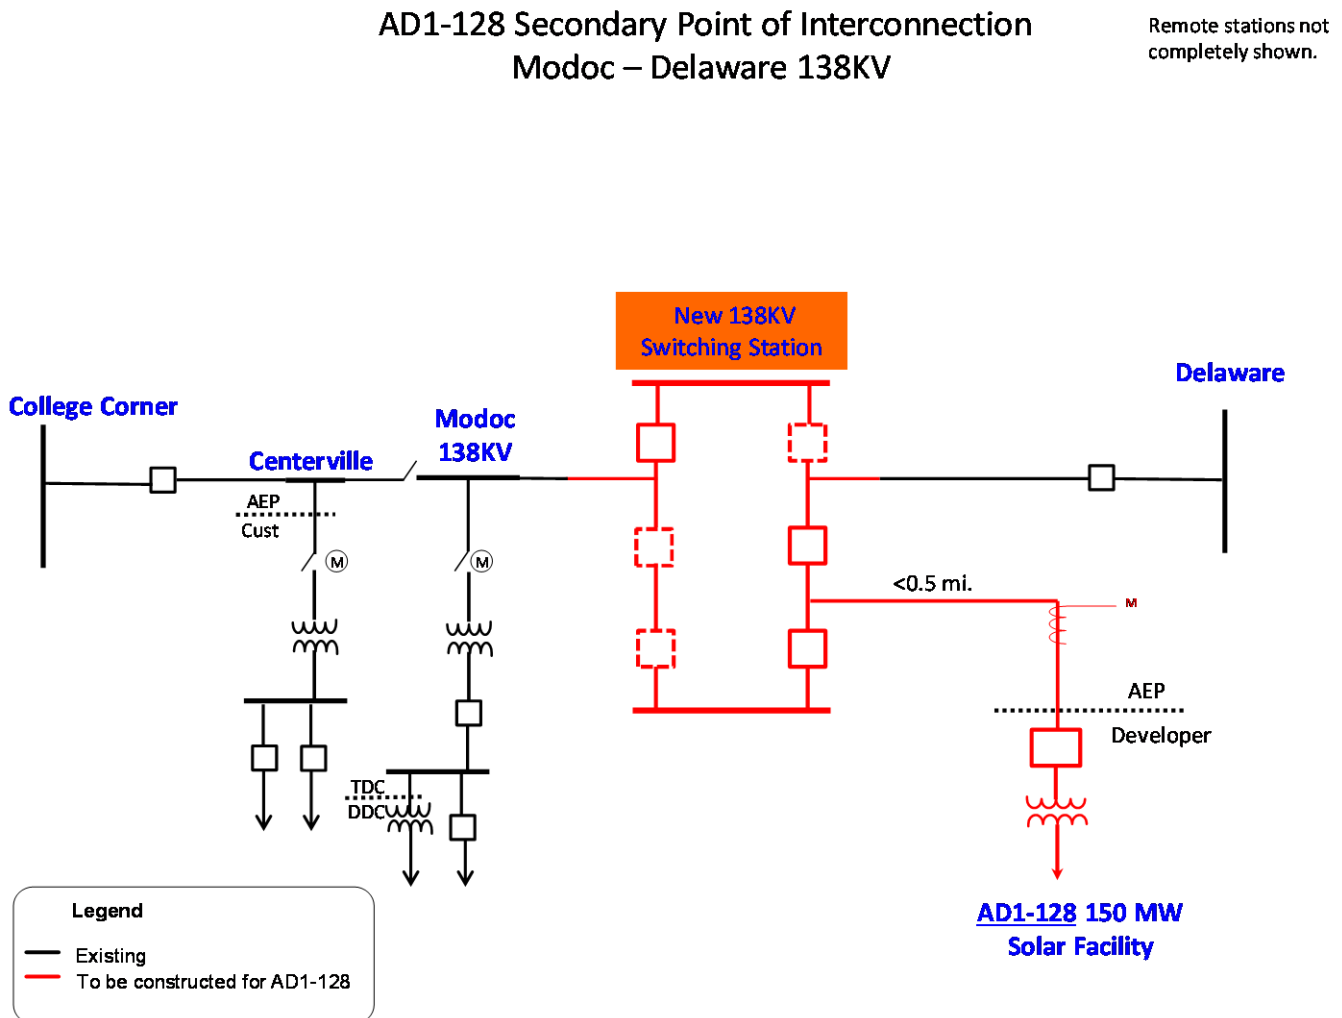 AD1-128 Secondary Point of Interconnection
Modoc – Delaware 138KV
Remote stations not
completely shown.
New 138KV
Switching Station
Delaware
College Corner
Modoc
138KV
Centerville
AEP
Cust
M
M
<0.5 mi.
M
AEP
Developer
TDC
DDC
AD1-128 150 MW
Solar Facility
Legend
Existing
To be constructed for AD1-128